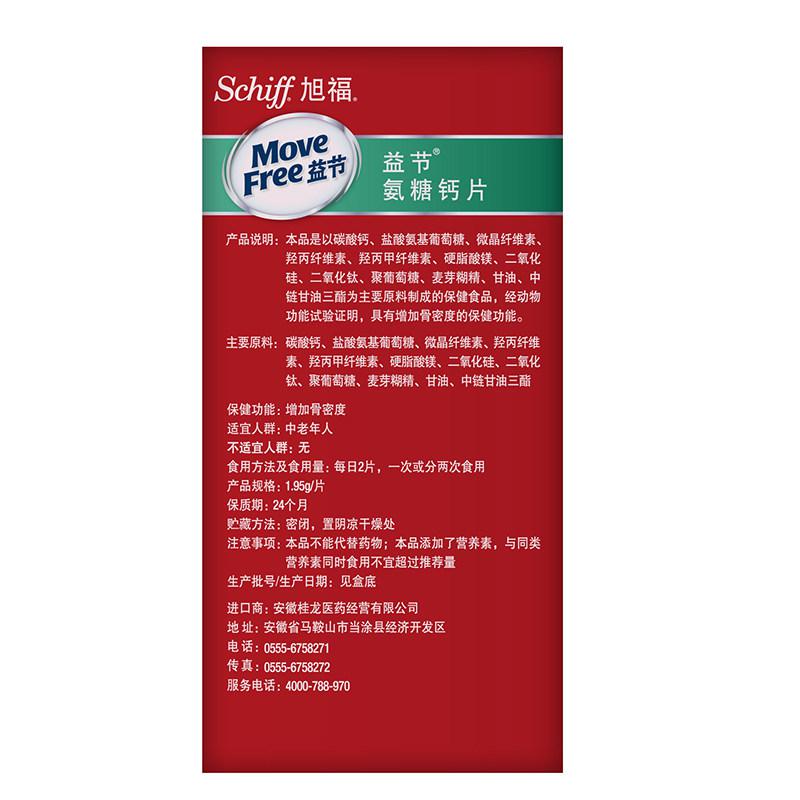 Schiff® 旭福®
Move
Free 益节
益节®
氨糖钙片
产品说明：本品是以碳酸钙、盐酸氨基葡萄糖、微晶纤维素、
羟丙纤维素、羟丙甲纤维素、硬脂酸镁、二氧化
硅、二氧化钛、聚葡萄糖、麦芽糊精、甘油、中
链甘油三酯为主要原料制成的保健食品，经动物
功能试验证明，具有增加骨密度的保健功能。
主要原料：碳酸钙、盐酸氨基葡萄糖、微晶纤维素、羟丙纤维
素、羟丙甲纤维素、硬脂酸镁、二氧化硅、二氧化
钛、聚葡萄糖、麦芽糊精、甘油、中链甘油三酯
保健功能：增加骨密度
适宜人群：中老年人
不适宜人群：无
食用方法及食用量：每日2片，一次或分两次食用
产品规格：1.95g/片
保质期：24个月
贮藏方法：密闭，置阴凉干燥处
注意事项：本品不能代替药物；本品添加了营养素，与同类
营养素同时食用不宜超过推荐量
生产批号/生产日期：见盒底
进口商：安徽桂龙医药经营有限公司
地 址：安徽省马鞍山市当涂县经济开发区
电 话：0555-6758271
传 真：0555-6758272
服务电话：4000-788-970